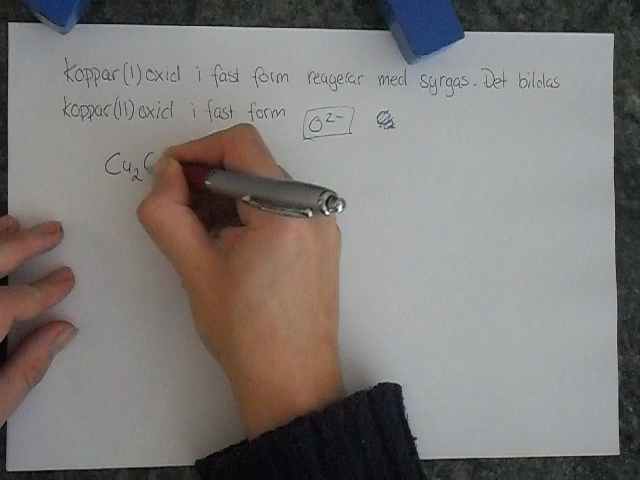 koppar(I)oxid i fast form reagerar med syrgas. Det bildas
koppar(II)oxid i fast form O²⁻
Cu₂